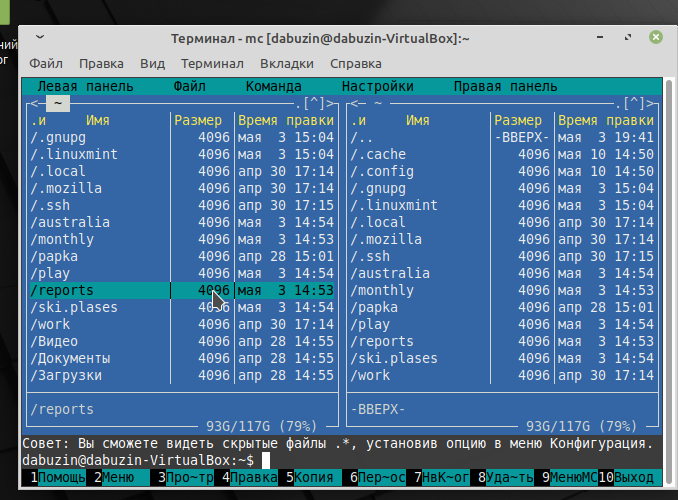 ний
ог
Терминал - mc [dabuzin@dabuzin-VirtualBox]:~
Файл Правка Вид Терминал Вкладки Справка
Левая панель Файл Команда Настройки Правая панель
<─ ~ .[^]> <─ ~ .[^]>
.и Имя Размер Время правки .и Имя Размер Время правки
/.gnupg 4096 мая 3 15:04 /.. -ВВЕРХ- мая 3 19:41
/.linuxmint 4096 мая 3 15:04 /.cache 4096 мая 10 14:50
/.local 4096 апр 30 17:14 /.config 4096 мая 10 14:50
/.mozilla 4096 апр 30 17:14 /.gnupg 4096 мая 3 15:04
/.ssh 4096 апр 30 17:15 /.linuxmint 4096 мая 3 15:04
/australia 4096 мая 3 14:54 /.local 4096 апр 30 17:14
/monthly 4096 мая 3 14:53 /.mozilla 4096 апр 30 17:14
/papka 4096 апр 28 15:01 /.ssh 4096 апр 30 17:15
/play 4096 мая 3 14:54 /australia 4096 мая 3 14:54
/reports 4096 мая 3 14:53 /monthly 4096 мая 3 14:53
/ski.plases 4096 мая 3 14:54 /papka 4096 апр 28 15:01
/work 4096 апр 30 17:14 /play 4096 мая 3 14:54
/Видео 4096 апр 28 14:55 /reports 4096 мая 3 14:53
/Документы 4096 апр 28 14:55 /ski.plases 4096 мая 3 14:54
/Загрузки 4096 апр 28 14:55 /work 4096 апр 30 17:14
/reports -ВВЕРХ-
93G/117G (79%) 93G/117G (79%)
Совет: Вы сможете видеть скрытые файлы .*, установив опцию в меню Конфигурация.
dabuzin@dabuzin-VirtualBox:~$
1Помощь 2Меню 3Про~тр 4Правка 5Копия 6Пер~ос 7НвК~ог 8Уда~ть 9МенюМС 10Выход